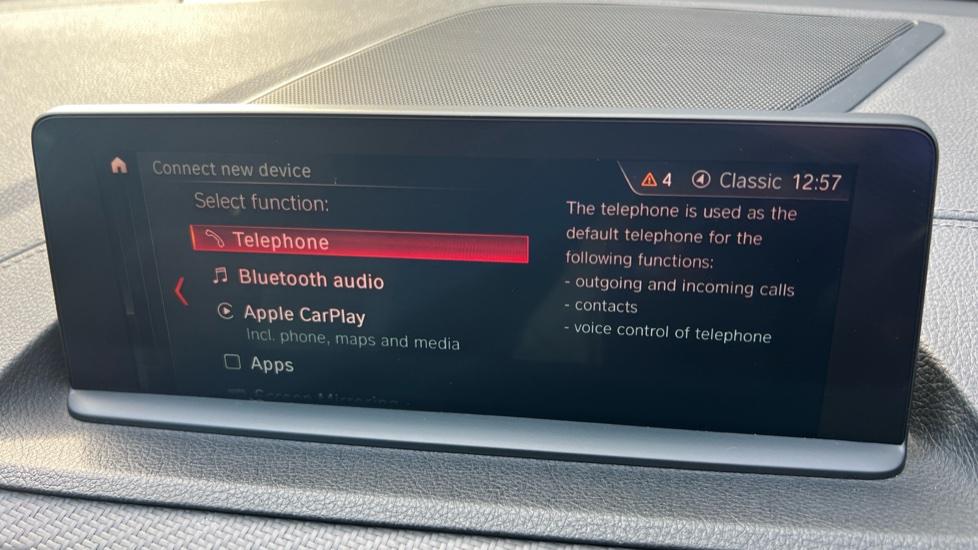 Connect new device
4 Classic 12:57
Select function:
Telephone
Bluetooth audio
Apple CarPlay
Incl. phone, maps and media
Apps
Screen Mirroring
The telephone is used as the
default telephone for the
following functions:
- outgoing and incoming calls
- contacts
- voice control of telephone